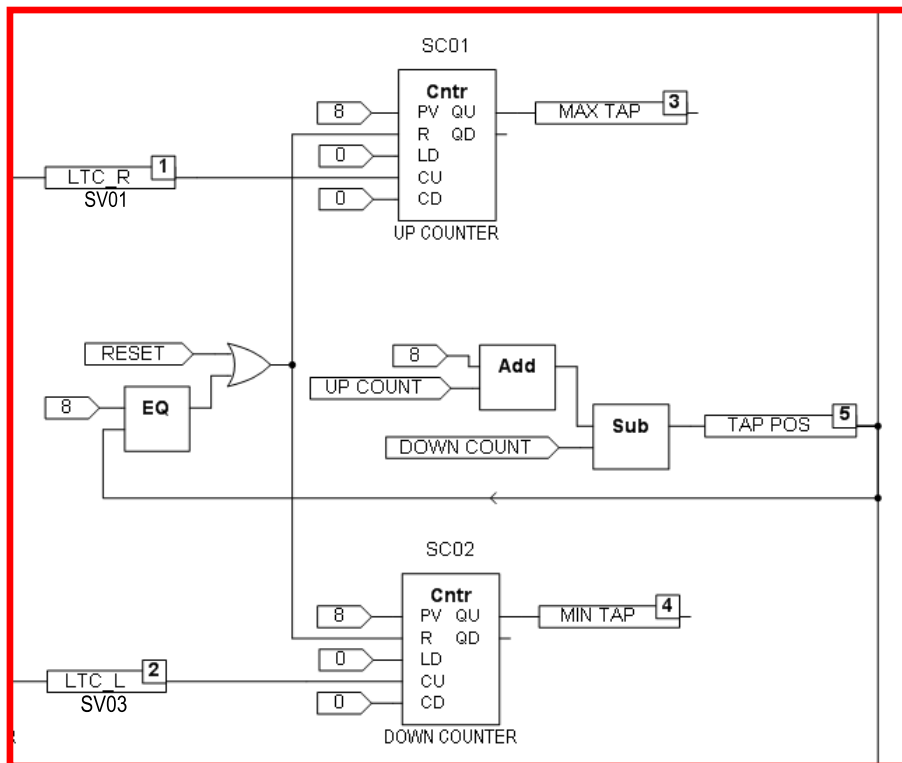 SC01
Cntr
8 PV QU MAX TAP 3
R QD
0 LD
LTC_R 1 CU
SV01
0 CD
UP COUNTER
RESET
8 EQ
8 Add
UP COUNT
Sub TAP POS 5
DOWN COUNT
SC02
Cntr
8 PV QU MIN TAP 4
R QD
0 LD
LTC_L 2 CU
SV03
0 CD
DOWN COUNTER